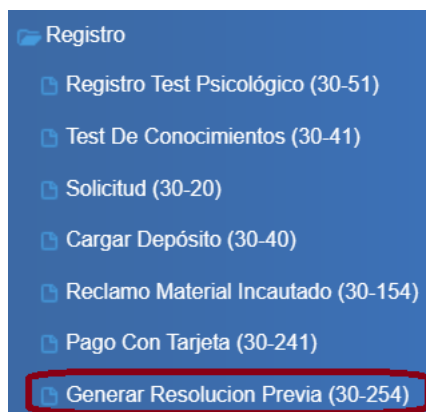 Registro
Registro Test Psicológico (30-51)
Test De Conocimientos (30-41)
Solicitud (30-20)
Cargar Depósito (30-40)
Reclamo Material Incautado (30-154)
Pago Con Tarjeta (30-241)
Generar Resolucion Previa (30-254)